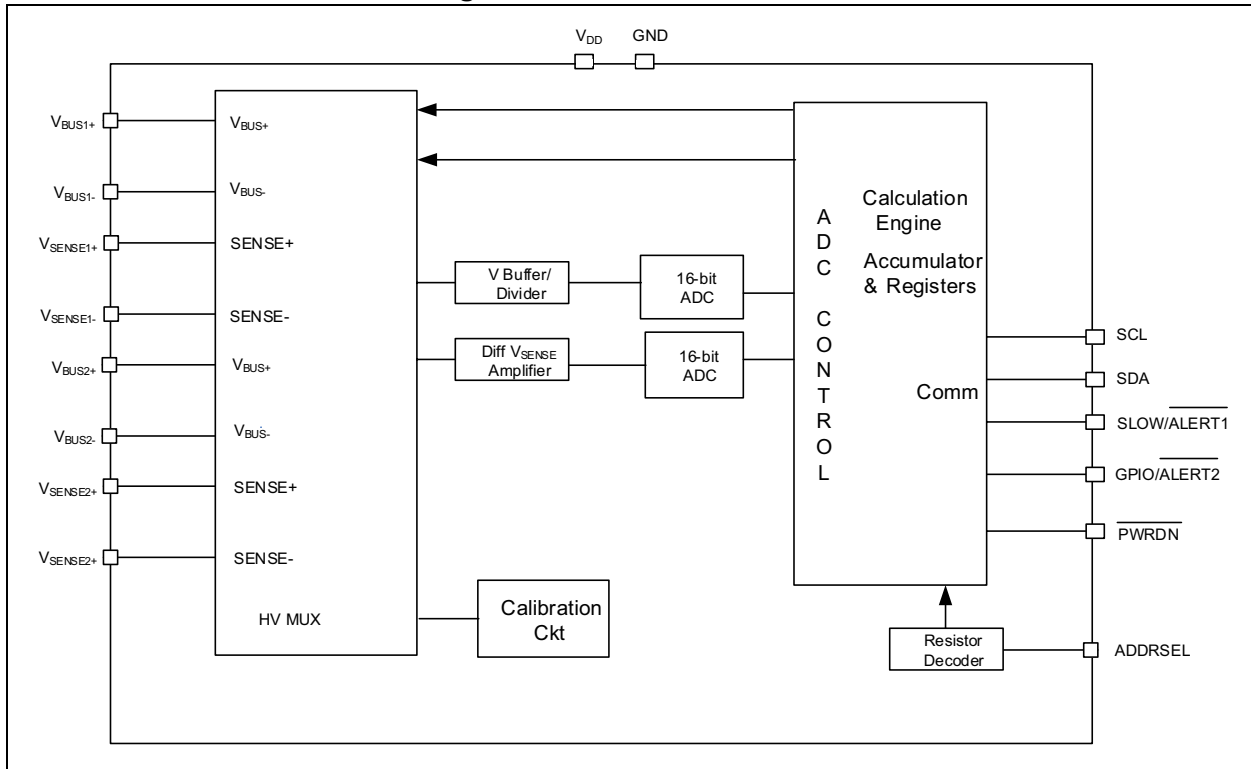 V_DD GND
V_BUS1+
V_BUS1-
V_SENSE1+
V_SENSE1-
V_BUS2+
V_BUS2-
V_SENSE2+
V_SENSE2+
V_BUS+
V_BUS-
SENSE+
SENSE-
V_BUS+
V_BUS-
SENSE+
SENSE-
HV MUX
V Buffer/
Divider
16-bit
ADC
Diff V_SENSE
Amplifier
16-bit
ADC
Calibration
Ckt
ADC CONTROL
Calculation
Engine
Accumulator
& Registers
Comm
Resistor
Decoder
SCL
SDA
SLOW/ALERT1
GPIO/ALERT2
PWRDN
ADDRSEL